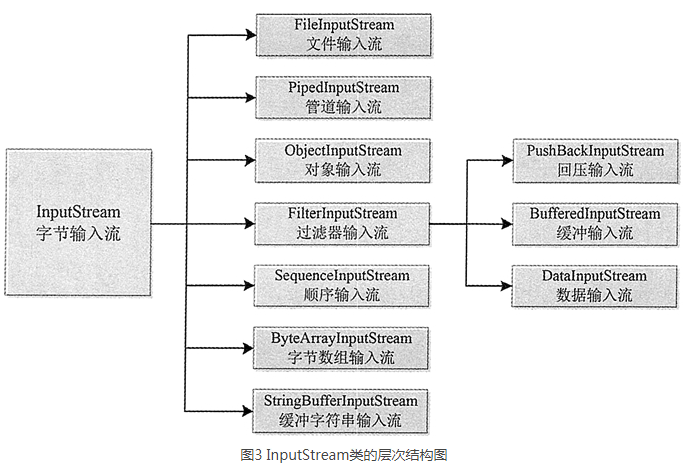 InputStream
字节输入流
FileInputStream
文件输入流
PipedInputStream
管道输入流
ObjectInputStream
对象输入流
FilterInputStream
过滤器输入流
SequenceInputStream
顺序输入流
ByteArrayInputStream
字节数组输入流
StringBufferInputStream
缓冲字符串输入流
PushBackInputStream
回压输入流
BufferedInputStream
缓冲输入流
DataInputStream
数据输入流
图3 InputStream类的层次结构图